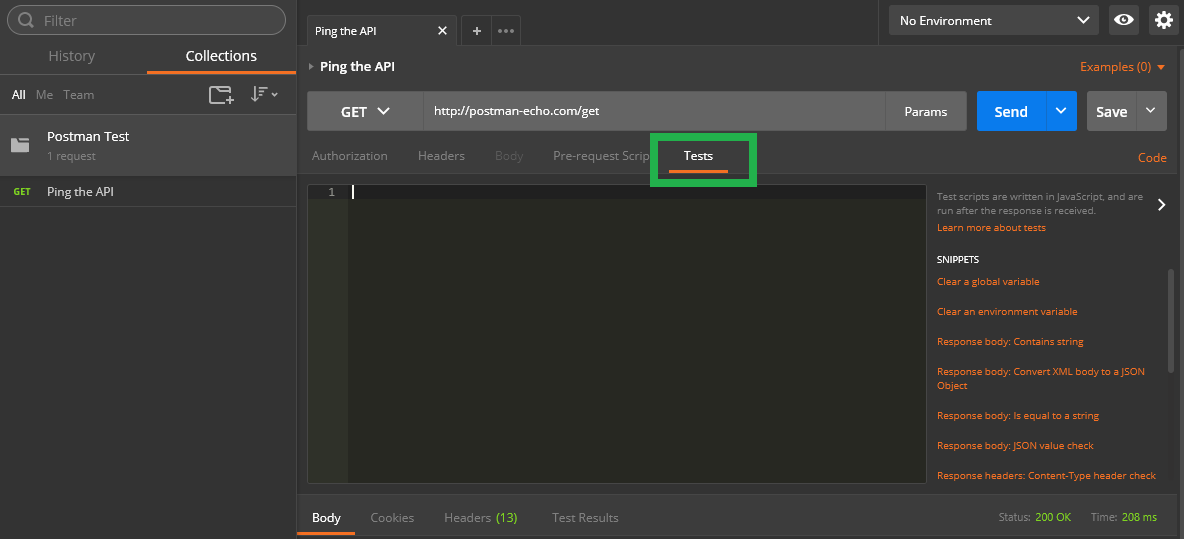 Filter
History
Collections
All Me Team
Postman Test
1 request
GET Ping the API
Ping the API
No Environment
Ping the API
Examples (0)
GET
http://postman-echo.com/get
Params
Send
Save
Authorization
Headers
Body
Pre-request Scrip
Tests
Code
1
Test scripts are written in JavaScript, and are
run after the response is received.
Learn more about tests
SNIPPETS
Clear a global variable
Clear an environment variable
Response body: Contains string
Response body: Convert XML body to a JSON
Object
Response body: Is equal to a string
Response body: JSON value check
Response headers: Content-Type header check
Body
Cookies
Headers (13)
Test Results
Status: 200 OK
Time: 208 ms